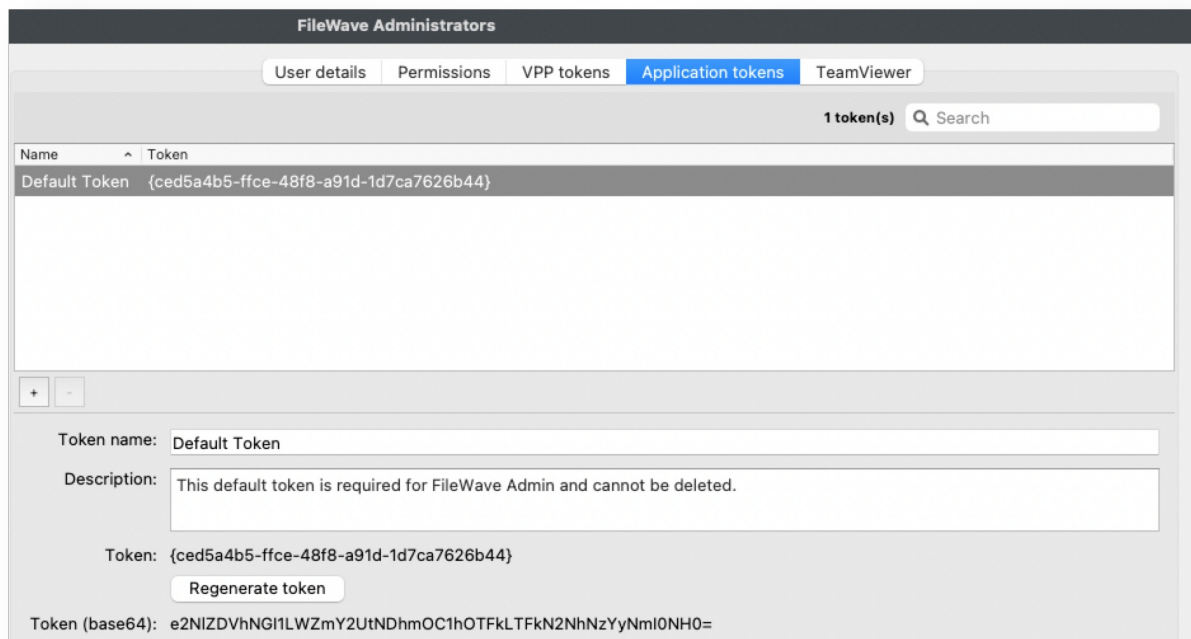 FileWave Administrators
User details Permissions VPP tokens Application tokens TeamViewer
1 token(s) Search
Name Token
Default Token {ced5a4b5-ffce-48f8-a91d-1d7ca7626b44}
+ -
Token name: Default Token
Description: This default token is required for FileWave Admin and cannot be deleted.
Token: {ced5a4b5-ffce-48f8-a91d-1d7ca7626b44}
Regenerate token
Token (base64): e2NlZDVhNGI1LWZmY2UtNDhmOC1hOTFkLTFkN2NhNzYyNmI0NH0=